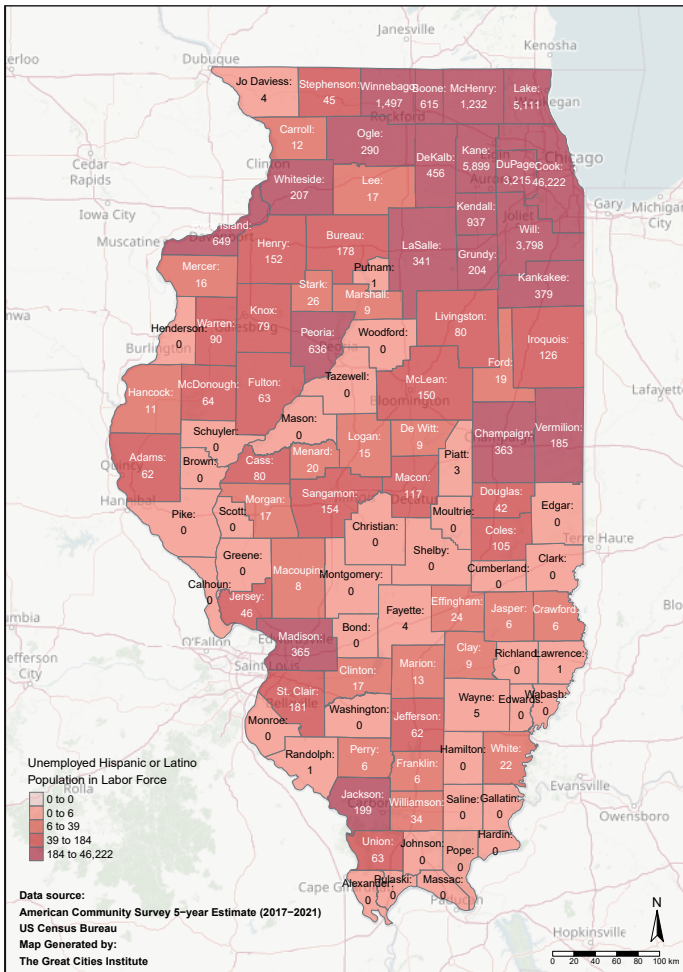 Janesville
Dubuque
Kenosha
Jo Daviess:
4
Stephenson:
45
Winnebago:
1,497
Rockford
Boone:
615
McHenry:
1,232
Lake:
5,111
Carroll:
12
Ogle:
290
DeKalb:
456
Kane:
5,899
DuPage:
3,215
Cook:
46,222
Chicago
Cedar
Rapids
Clinton
Whiteside:
207
Lee:
17
Kendall:
937
Joliet
Will:
3,798
Gary
Michigan
City
Iowa City
Muscatine
Island:
649
Henry:
152
Bureau:
178
LaSalle:
341
Grundy:
204
Kankakee:
379
Mercer:
16
Putnam:
1
Stark:
26
Marshall:
9
Henderson:
0
Warren:
90
Knox:
79
Peoria:
636
Woodford:
0
Livingston:
80
Iroquois:
126
Burlington
Ford:
19
Tazewell:
0
McLean:
150
Bloomington
Lafayette
Hancock:
11
McDonough:
64
Fulton:
63
Mason:
0
Logan:
15
De Witt:
9
Champaign:
363
Vermilion:
185
Schuyler:
0
Adams:
62
Quincy
Brown:
0
Cass:
80
Menard:
20
Piatt:
3
Hannibal
Macon:
117
Decatur
Douglas:
42
Edgar:
0
Pike:
0
Scott:
0
Morgan:
17
Sangamon:
154
Christian:
0
Moultrie:
0
Coles:
105
Terre Haute
Greene:
0
Shelby:
0
Cumberland:
0
Clark:
0
Calhoun:
0
Jersey:
46
Macoupin:
8
Montgomery:
0
Fayette:
4
Effingham:
24
Jasper:
6
Crawford:
6
umbia
O'Fallon
Jefferson
City
Madison:
365
Saint Louis
Bond:
0
Clay:
9
Richland:
0
Lawrence:
1
Clinton:
17
Marion:
13
St. Clair:
181
Belleville
Washington:
0
Wayne:
5
Edwards:
0
Wabash:
0
Monroe:
0
Jefferson:
62
Randolph:
1
Perry:
6
Hamilton:
0
White:
22
Franklin:
6
Evansville
Jackson:
199
Williamson:
34
Saline:
0
Gallatin:
0
Owensboro
Union:
63
Johnson:
0
Pope:
0
Hardin:
0
Cape Girardeau
Alexander:
0
Pulaski:
0
Massac:
0
Paducah
Hopkinsville
Rolla
Unemployed Hispanic or Latino
Population in Labor Force
0 to 0
0 to 6
6 to 39
39 to 184
184 to 46,222
Data source:
American Community Survey 5−year Estimate (2017−2021)
US Census Bureau
Map Generated by:
The Great Cities Institute
N
0 20 40 60 80 100 km